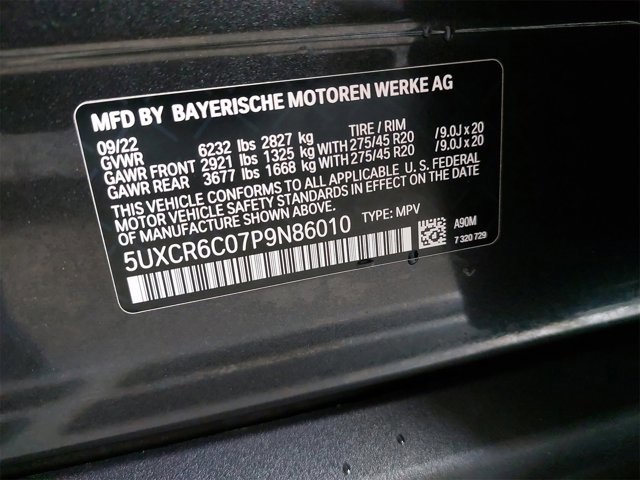 MFD BY BAYERISCHE MOTOREN WERKE AG
09/22 TIRE / RIM
GVWR 6232 lbs 2827 kg
GAWR FRONT 2921 lbs 1325 kg WITH 275/45 R20 /9.0J x 20
GAWR REAR 3677 lbs 1668 kg WITH 275/45 R20 /9.0J x 20
THIS VEHICLE CONFORMS TO ALL APPLICABLE U. S. FEDERAL
MOTOR VEHICLE SAFETY STANDARDS IN EFFECT ON THE DATE
OF MANUFACTURE SHOWN ABOVE.
5UXCR6C07P9N86010 TYPE: MPV
A90M
7 320 729